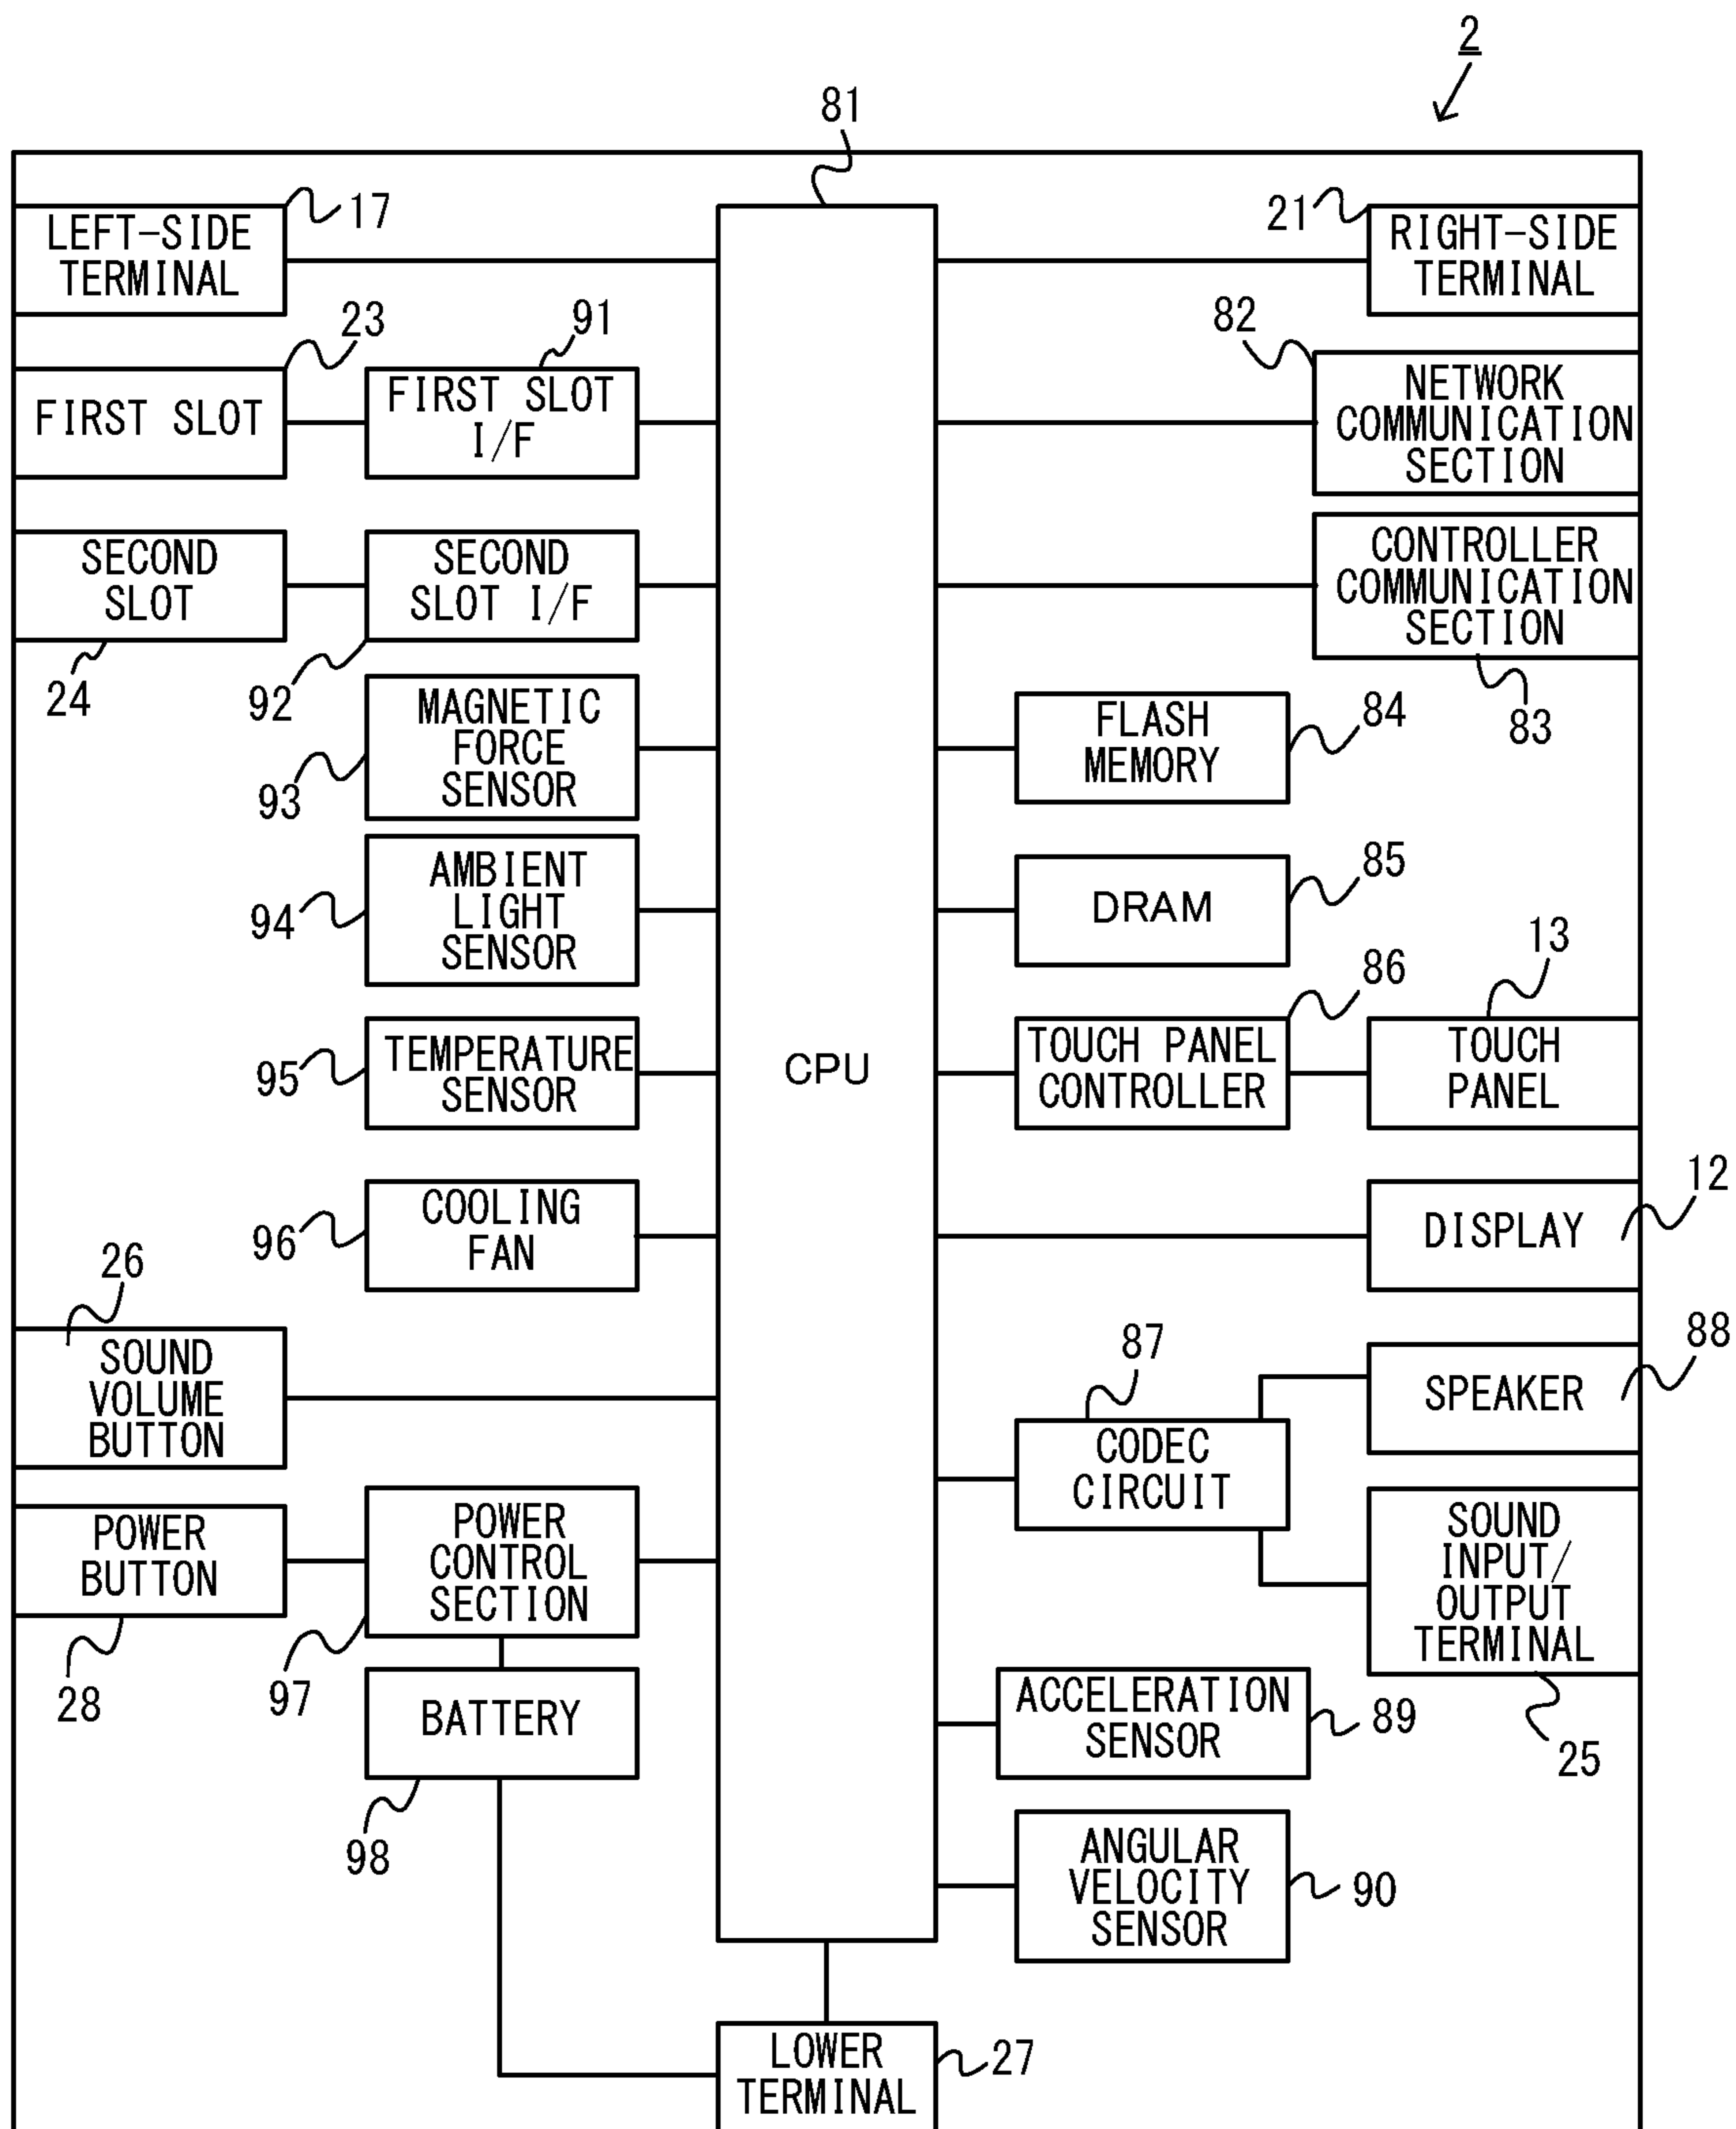 2
81
17
LEFT-SIDE
TERMINAL
21
RIGHT-SIDE
TERMINAL
23
FIRST SLOT
91
FIRST SLOT
I/F
82
NETWORK
COMMUNICATION
SECTION
SECOND
SLOT
24
SECOND
SLOT I/F
92
CONTROLLER
COMMUNICATION
SECTION
83
MAGNETIC
FORCE
SENSOR
93
FLASH
MEMORY
84
AMBIENT
LIGHT
SENSOR
94
DRAM
85
TEMPERATURE
SENSOR
95
CPU
TOUCH PANEL
CONTROLLER
86
13
TOUCH
PANEL
COOLING
FAN
96
DISPLAY
12
26
SOUND
VOLUME
BUTTON
87
CODEC
CIRCUIT
SPEAKER
88
POWER
BUTTON
28
POWER
CONTROL
SECTION
97
SOUND
INPUT/
OUTPUT
TERMINAL
25
BATTERY
98
ACCELERATION
SENSOR
89
ANGULAR
VELOCITY
SENSOR
90
LOWER
TERMINAL
27